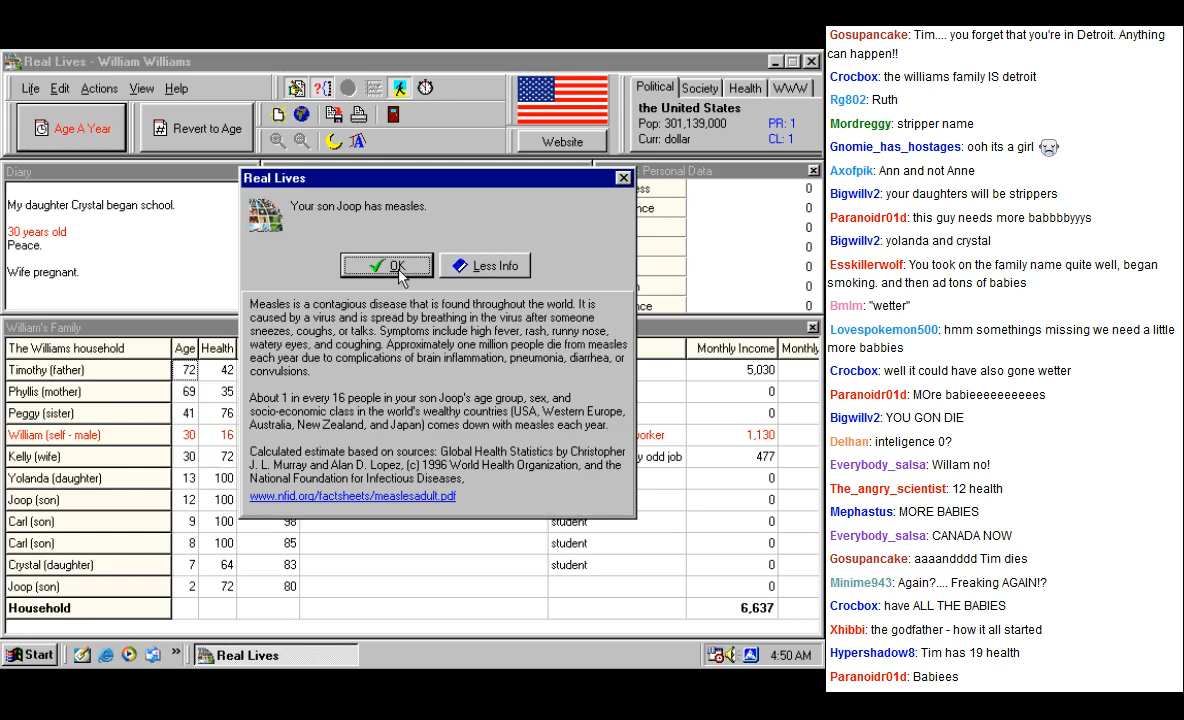 Real Lives - William Williams
Life Edit Actions View Help
Age A Year
Revert to Age
Website
Political Society Health WWW
the United States
Pop: 301,139,000 PR: 1
Curr: dollar CL: 1
Diary
My daughter Crystal began school.
30 years old
Peace.
Wife pregnant.
Personal Data
ess 0
nce 0
0
0
0
ce 0
Real Lives
Your son Joop has measles.
OK Less Info
Measles is a contagious disease that is found throughout the world. It is
caused by a virus and is spread by breathing in the virus after someone
sneezes, coughs, or talks. Symptoms include high fever, rash, runny nose,
watery eyes, and coughing. Approximately one million people die from measles
each year due to complications of brain inflammation, pneumonia, diarrhea, or
convulsions.
About 1 in every 16 people in your son Joop's age group, sex, and
socio-economic class in the world's wealthy countries (USA, Western Europe,
Australia, New Zealand, and Japan) comes down with measles each year.
Calculated estimate based on sources: Global Health Statistics by Christopher
J. L. Murray and Alan D. Lopez, (c) 1996 World Health Organization, and the
National Foundation for Infectious Diseases,
www.nfid.org/factsheets/measlesadult.pdf
William's Family
The Williams household Age Health Monthly Income Monthly
Timothy (father) 72 42 5,030
Phyllis (mother) 69 35 0
Peggy (sister) 41 76 0
William (self - male) 30 16 worker 1,130
Kelly (wife) 30 72 y odd job 477
Yolanda (daughter) 13 100 0
Joop (son) 12 100 0
Carl (son) 9 100 98 student 0
Carl (son) 8 100 85 student 0
Crystal (daughter) 7 64 83 student 0
Joop (son) 2 72 80 0
Household 6,637
Start » Real Lives 4:50 AM
Gosupancake: Tim.... you forget that you're in Detroit. Anything
can happen!!
Crocbox: the williams family IS detroit
Rg802: Ruth
Mordreggy: stripper name
Gnomie_has_hostages: ooh its a girl
Axofpik: Ann and not Anne
Bigwillv2: your daughters will be strippers
Paranoidr01d: this guy needs more babbbbyyys
Bigwillv2: yolanda and crystal
Esskillerwolf: You took on the family name quite well, began
smoking. and then ad tons of babies
Bmlm: "wetter"
Lovespokemon500: hmm somethings missing we need a little
more babbies
Crocbox: well it could have also gone wetter
Paranoidr01d: MOre babieeeeeeeeees
Bigwillv2: YOU GON DIE
Delhan: inteligence 0?
Everybody_salsa: Willam no!
The_angry_scientist: 12 health
Mephastus: MORE BABIES
Everybody_salsa: CANADA NOW
Gosupancake: aaaandddd Tim dies
Minime943: Again?.... Freaking AGAIN!?
Crocbox: have ALL THE BABIES
Xhibbi: the godfather - how it all started
Hypershadow8: Tim has 19 health
Paranoidr01d: Babiees